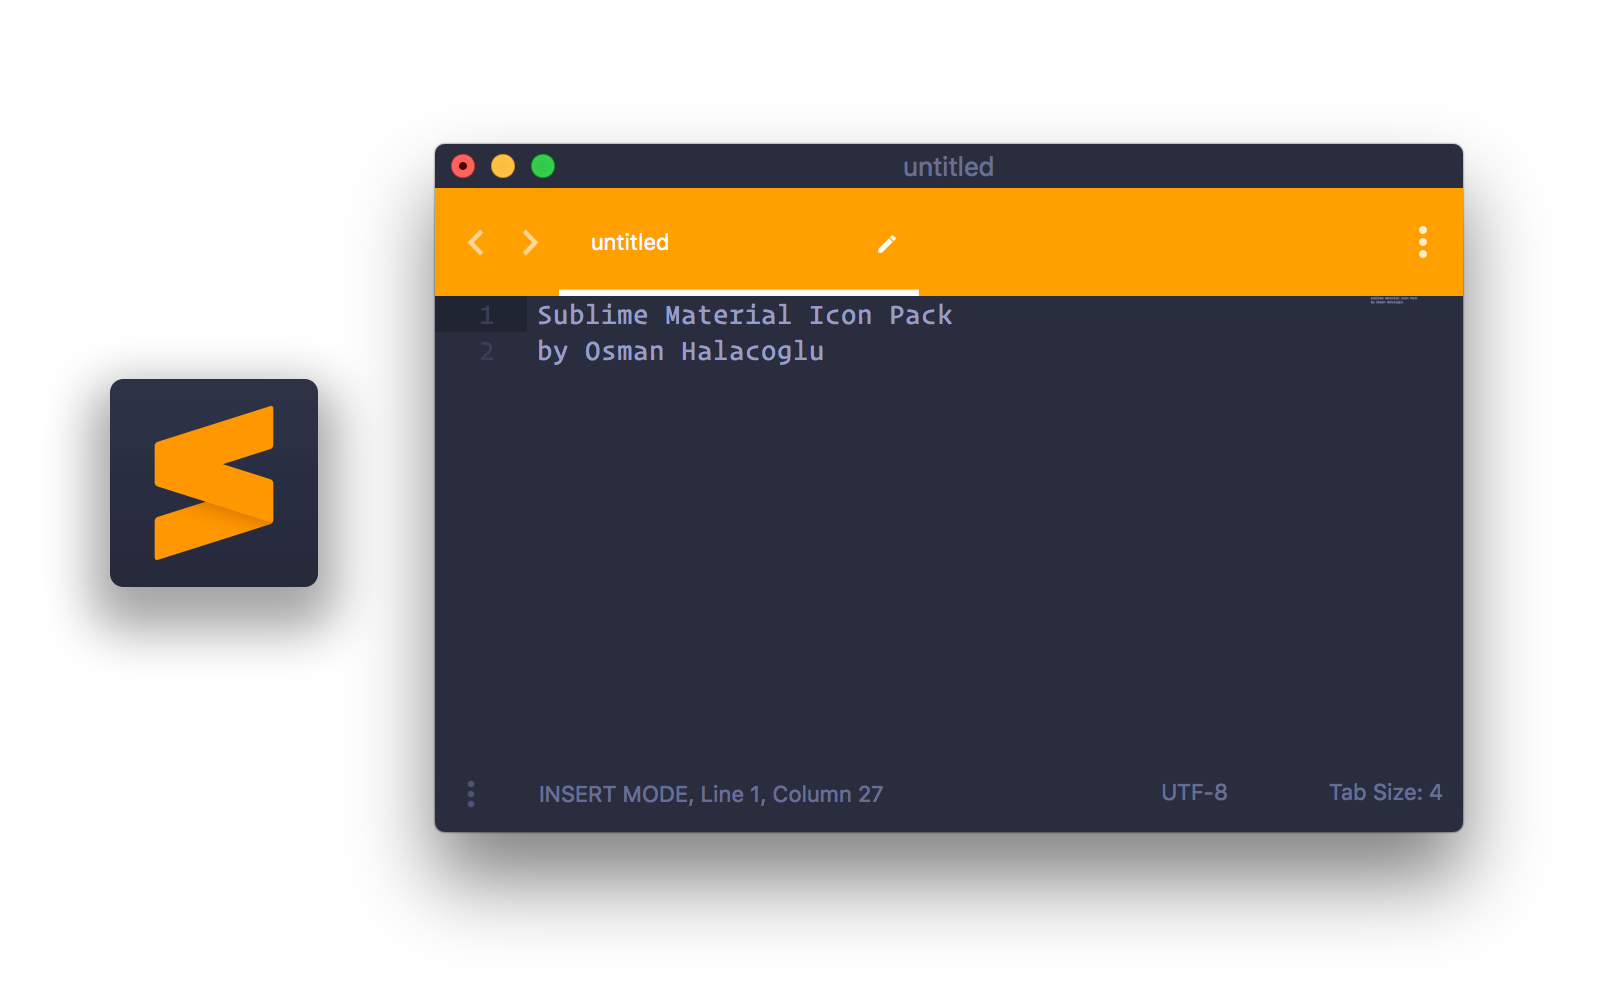 untitled
untitled
1 Sublime Material Icon Pack
2 by Osman Halacoglu
INSERT MODE, Line 1, Column 27 UTF-8 Tab Size: 4